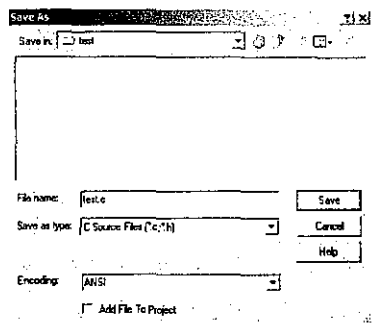 Save As
Save in: test
File name: test.c
Save
Save as type: C Source Files (*.c;*.h)
Cancel
Help
Encoding: ANSI
Add File To Project